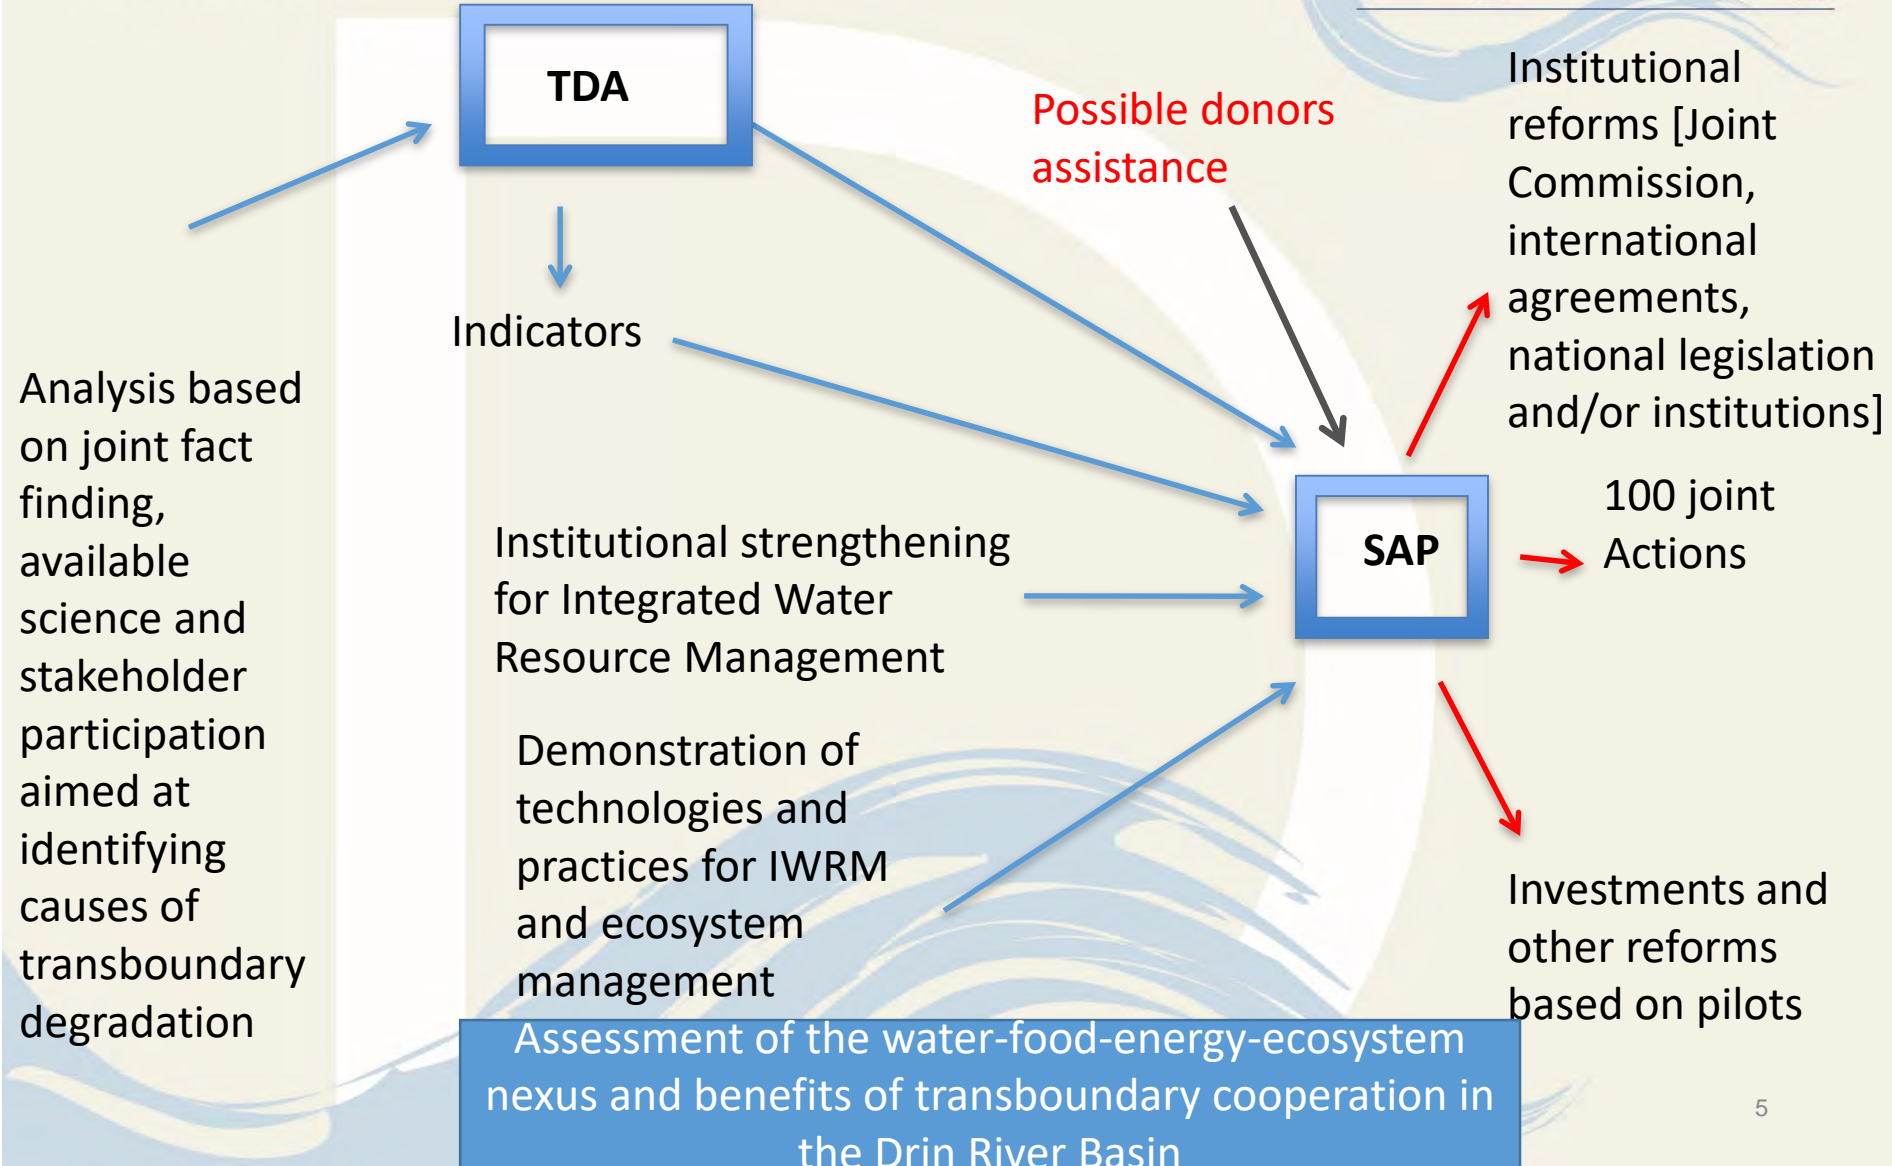 TDA
Possible donors
assistance
Institutional
reforms [Joint
Commission,
international
agreements,
national legislation
and/or institutions]
Indicators
Analysis based
on joint fact
finding,
available
science and
stakeholder
participation
aimed at
identifying
causes of
transboundary
degradation
100 joint
Actions
SAP
Institutional strengthening
for Integrated Water
Resource Management
Demonstration of
technologies and
practices for IWRM
and ecosystem
management
Investments and
other reforms
based on pilots
Assessment of the water-food-energy-ecosystem
nexus and benefits of transboundary cooperation in
the Drin River Basin
5